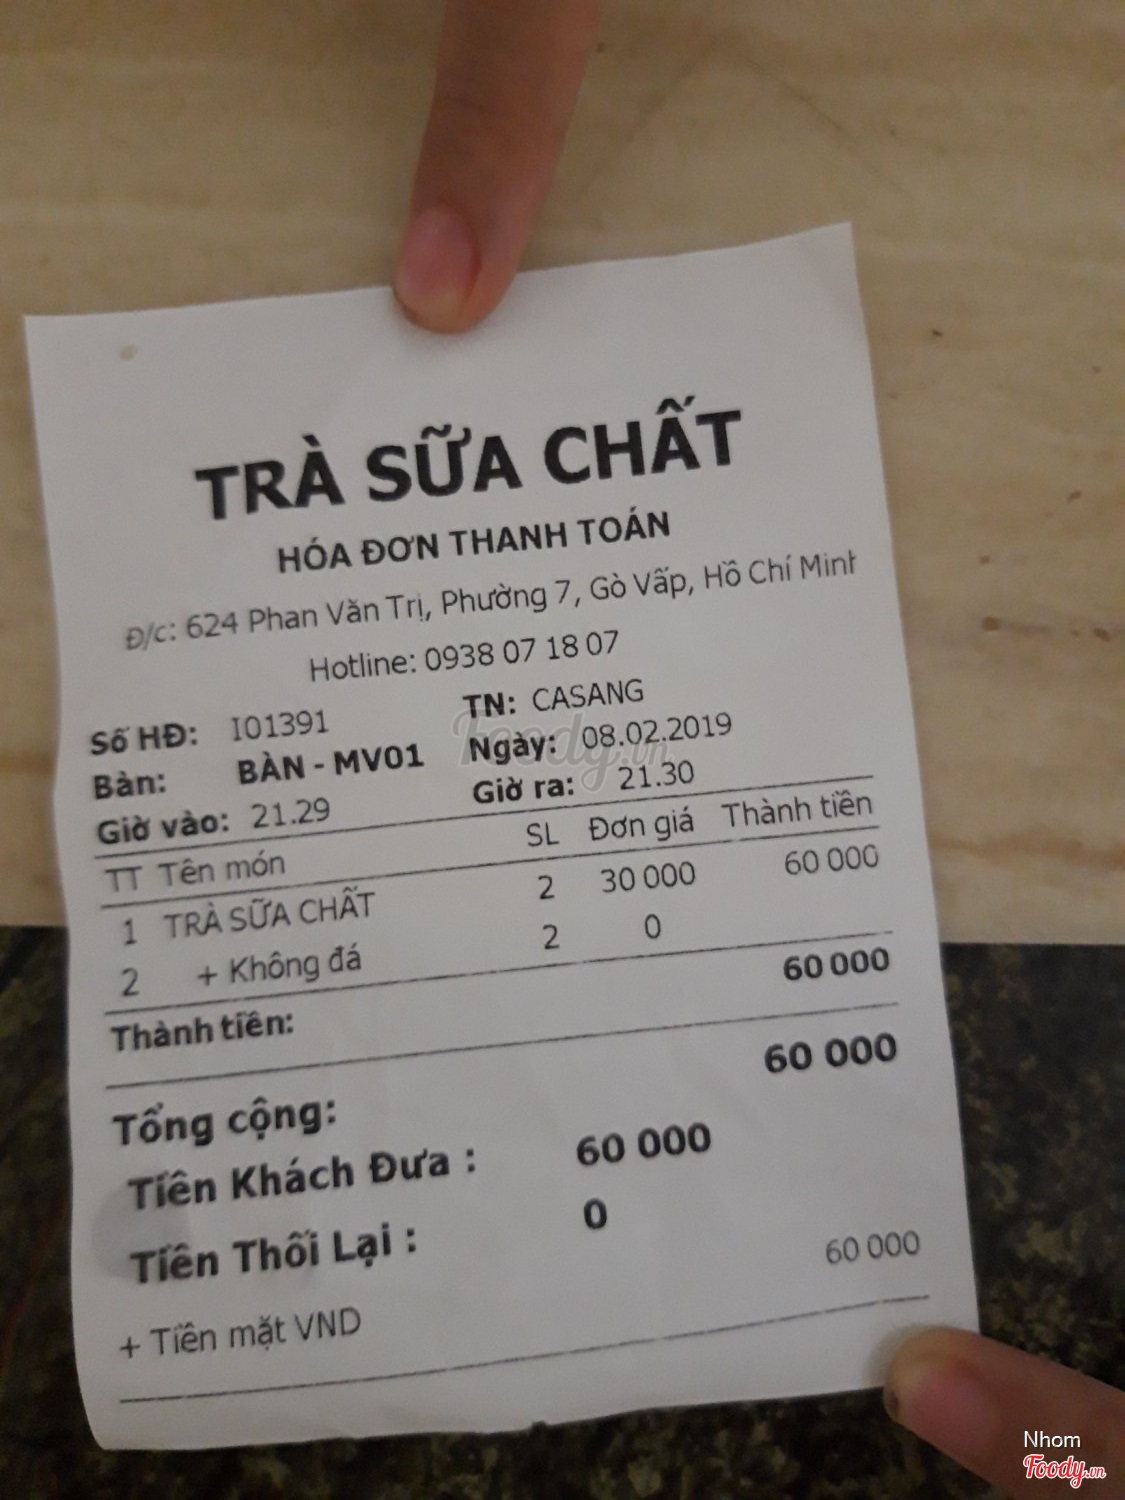 TRÀ SỮA CHẤT
HÓA ĐƠN THANH TOÁN
Đ/c: 624 Phan Văn Trị, Phường 7, Gò Vấp, Hồ Chí Minh
Hotline: 0938 07 18 07
Số HĐ: I01391 TN: CASANG
Bàn: BÀN - MV01 Ngày: 08.02.2019
Giờ vào: 21.29 Giờ ra: 21.30
TT Tên món SL Đơn giá Thành tiền
1 TRÀ SỮA CHẤT 2 30 000 60 000
2 + Không đá 2 0
Thành tiền: 60 000
Tổng cộng: 60 000
Tiền Khách Đưa : 60 000
Tiền Thối Lại : 0
+ Tiền mặt VND 60 000
Foody.vn
Nhom
Foody.vn